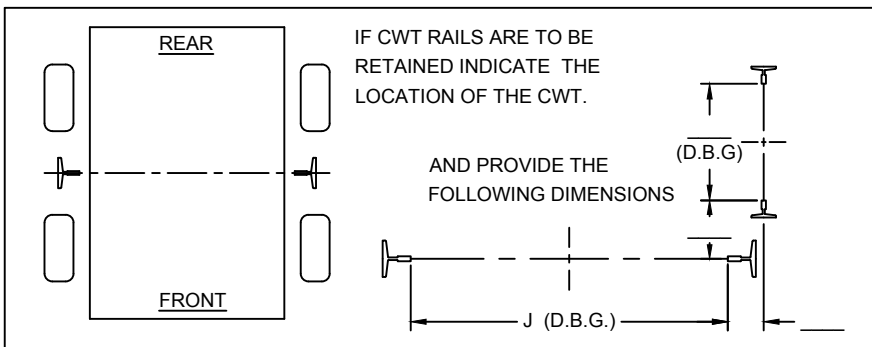 REAR
FRONT
IF CWT RAILS ARE TO BE
RETAINED INDICATE THE
LOCATION OF THE CWT.
AND PROVIDE THE
FOLLOWING DIMENSIONS
(D.B.G)
J (D.B.G.)